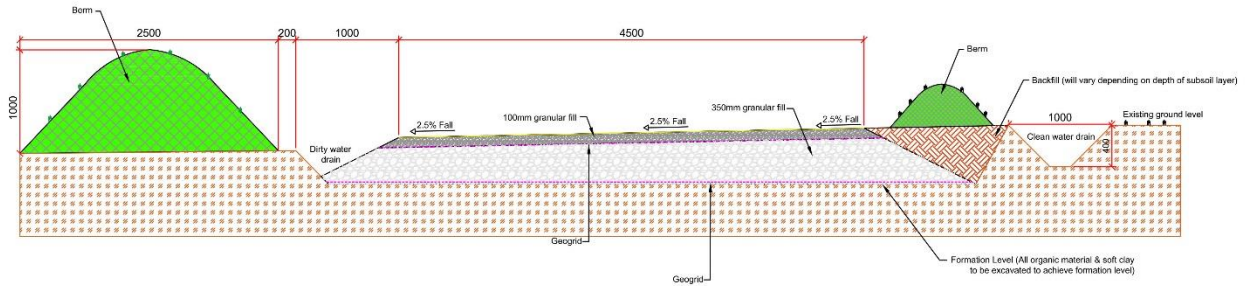 Berm
2500
200
1000
4500
1000
Berm
Backfill (will vary depending on depth of subsoil layer)
350mm granular fill
100mm granular fill
2.5% Fall
2.5% Fall
2.5% Fall
1000
Existing ground level
Clean water drain
400
Dirty water
drain
Geogrid
Geogrid
Formation Level (All organic material & soft clay
to be excavated to achieve formation level)